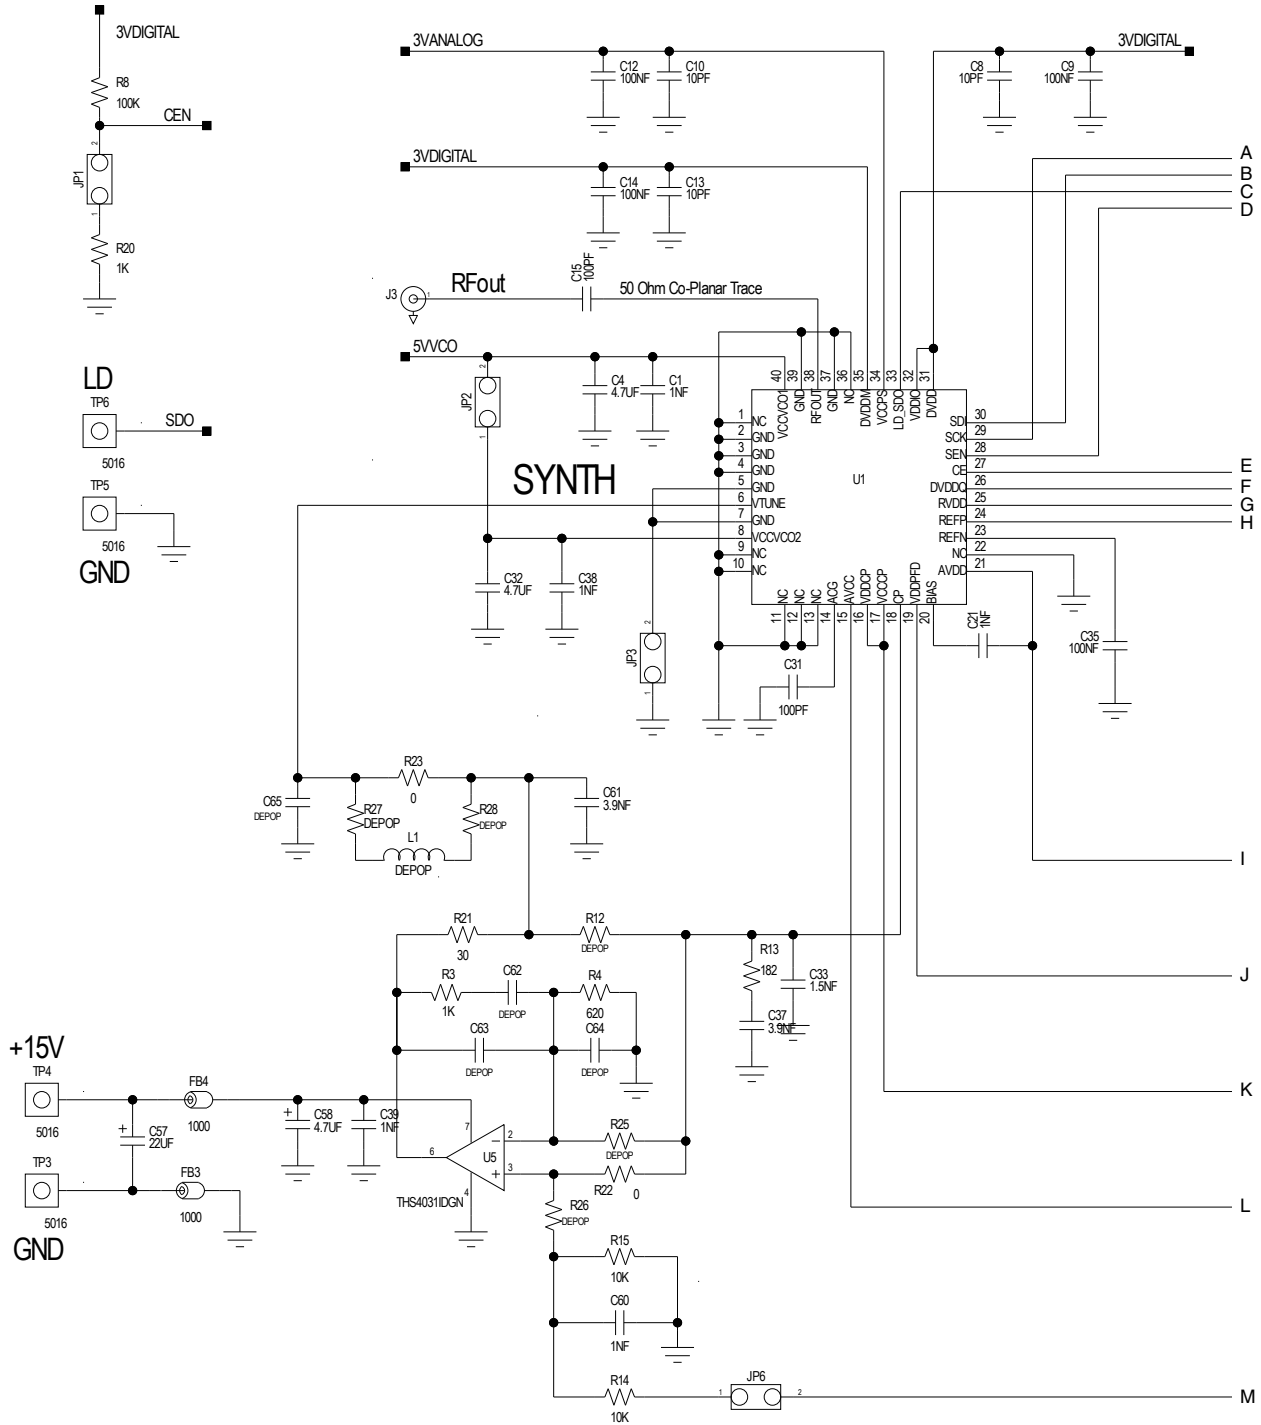 3VDIGITAL
R8
100K
CEN
2
JP1
1
R20
1K
3VANALOG
C12
100NF
C10
10PF
3VDIGITAL
C8
10PF
C9
100NF
3VDIGITAL
C14
100NF
C13
10PF
A
B
C
D
J3
1
RFout
C15
100PF
50 Ohm Co-Planar Trace
5VVCO
2
JP2
1
C4
4.7UF
C1
1NF
LD
TP6
SDO
5016
TP5
5016
GND
SYNTH
40
39
38
37
36
35
34
33
32
31
VCCVCO1
GND
RFOUT
GND
NC
DVDDM
VCCPS
LD_SDO
VDDIO
DVDD
1 NC
2 GND
3 GND
4 GND
5 GND
6 VTUNE
7 GND
8 VCCVCO2
9 NC
10 NC
U1
SDI 30
SCK 29
SEN 28
CE 27
DVDDQ 26
RVDD 25
REFP 24
REFN 23
NC 22
AVDD 21
E
F
G
H
NC
NC
NC
ACG
AVCC
VDDCP
VCCCP
CP
VDDPFD
BIAS
11
12
13
14
15
16
17
18
19
20
C32
4.7UF
C38
1NF
2
JP3
1
C31
100PF
C21
1NF
C35
100NF
R23
0
C65
DEPOP
R27
DEPOP
R28
DEPOP
C61
3.9NF
L1
DEPOP
I
R21
30
R12
DEPOP
R3
1K
C62
DEPOP
R4
620
R13
182
C33
1.5NF
J
C63
DEPOP
C64
DEPOP
C37
3.9NF
+15V
TP4
5016
FB4
1000
C57
22UF
+
C58
4.7UF
+
C39
1NF
K
TP3
5016
GND
FB3
1000
7
2
6
U5
3
4
THS4031IDGN
R25
DEPOP
R22
0
R26
DEPOP
L
R15
10K
C60
1NF
R14
10K
1
JP6
2
M